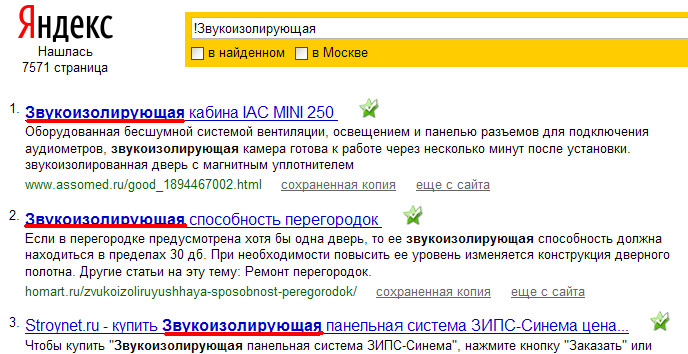 Яндекс
Нашлась
7571 страница
!Звукоизолирующая
в найденном в Москве
1. Звукоизолирующая кабина IAC MINI 250
Оборудованная бесшумной системой вентиляции, освещением и панелью разъемов для подключения
аудиометров, звукоизолирующая камера готова к работе через несколько минут после установки.
звукоизолированная дверь с магнитным уплотнителем
www.assomed.ru/good_1894467002.html сохраненная копия еще с сайта
2. Звукоизолирующая способность перегородок
Если в перегородке предусмотрена хотя бы одна дверь, то ее звукоизолирующая способность должна
находиться в пределах 30 дб. При необходимости повысить ее уровень изменяется конструкция дверного
полотна. Другие статьи на эту тему: Ремонт перегородок.
homart.ru/zvukoizoliruyushhaya-sposobnost-peregorodok/ сохраненная копия еще с сайта
3. Stroynet.ru - купить Звукоизолирующая панельная система ЗИПС-Синема цена...
Чтобы купить "Звукоизолирующая панельная система ЗИПС-Синема", нажмите кнопку "Заказать" или